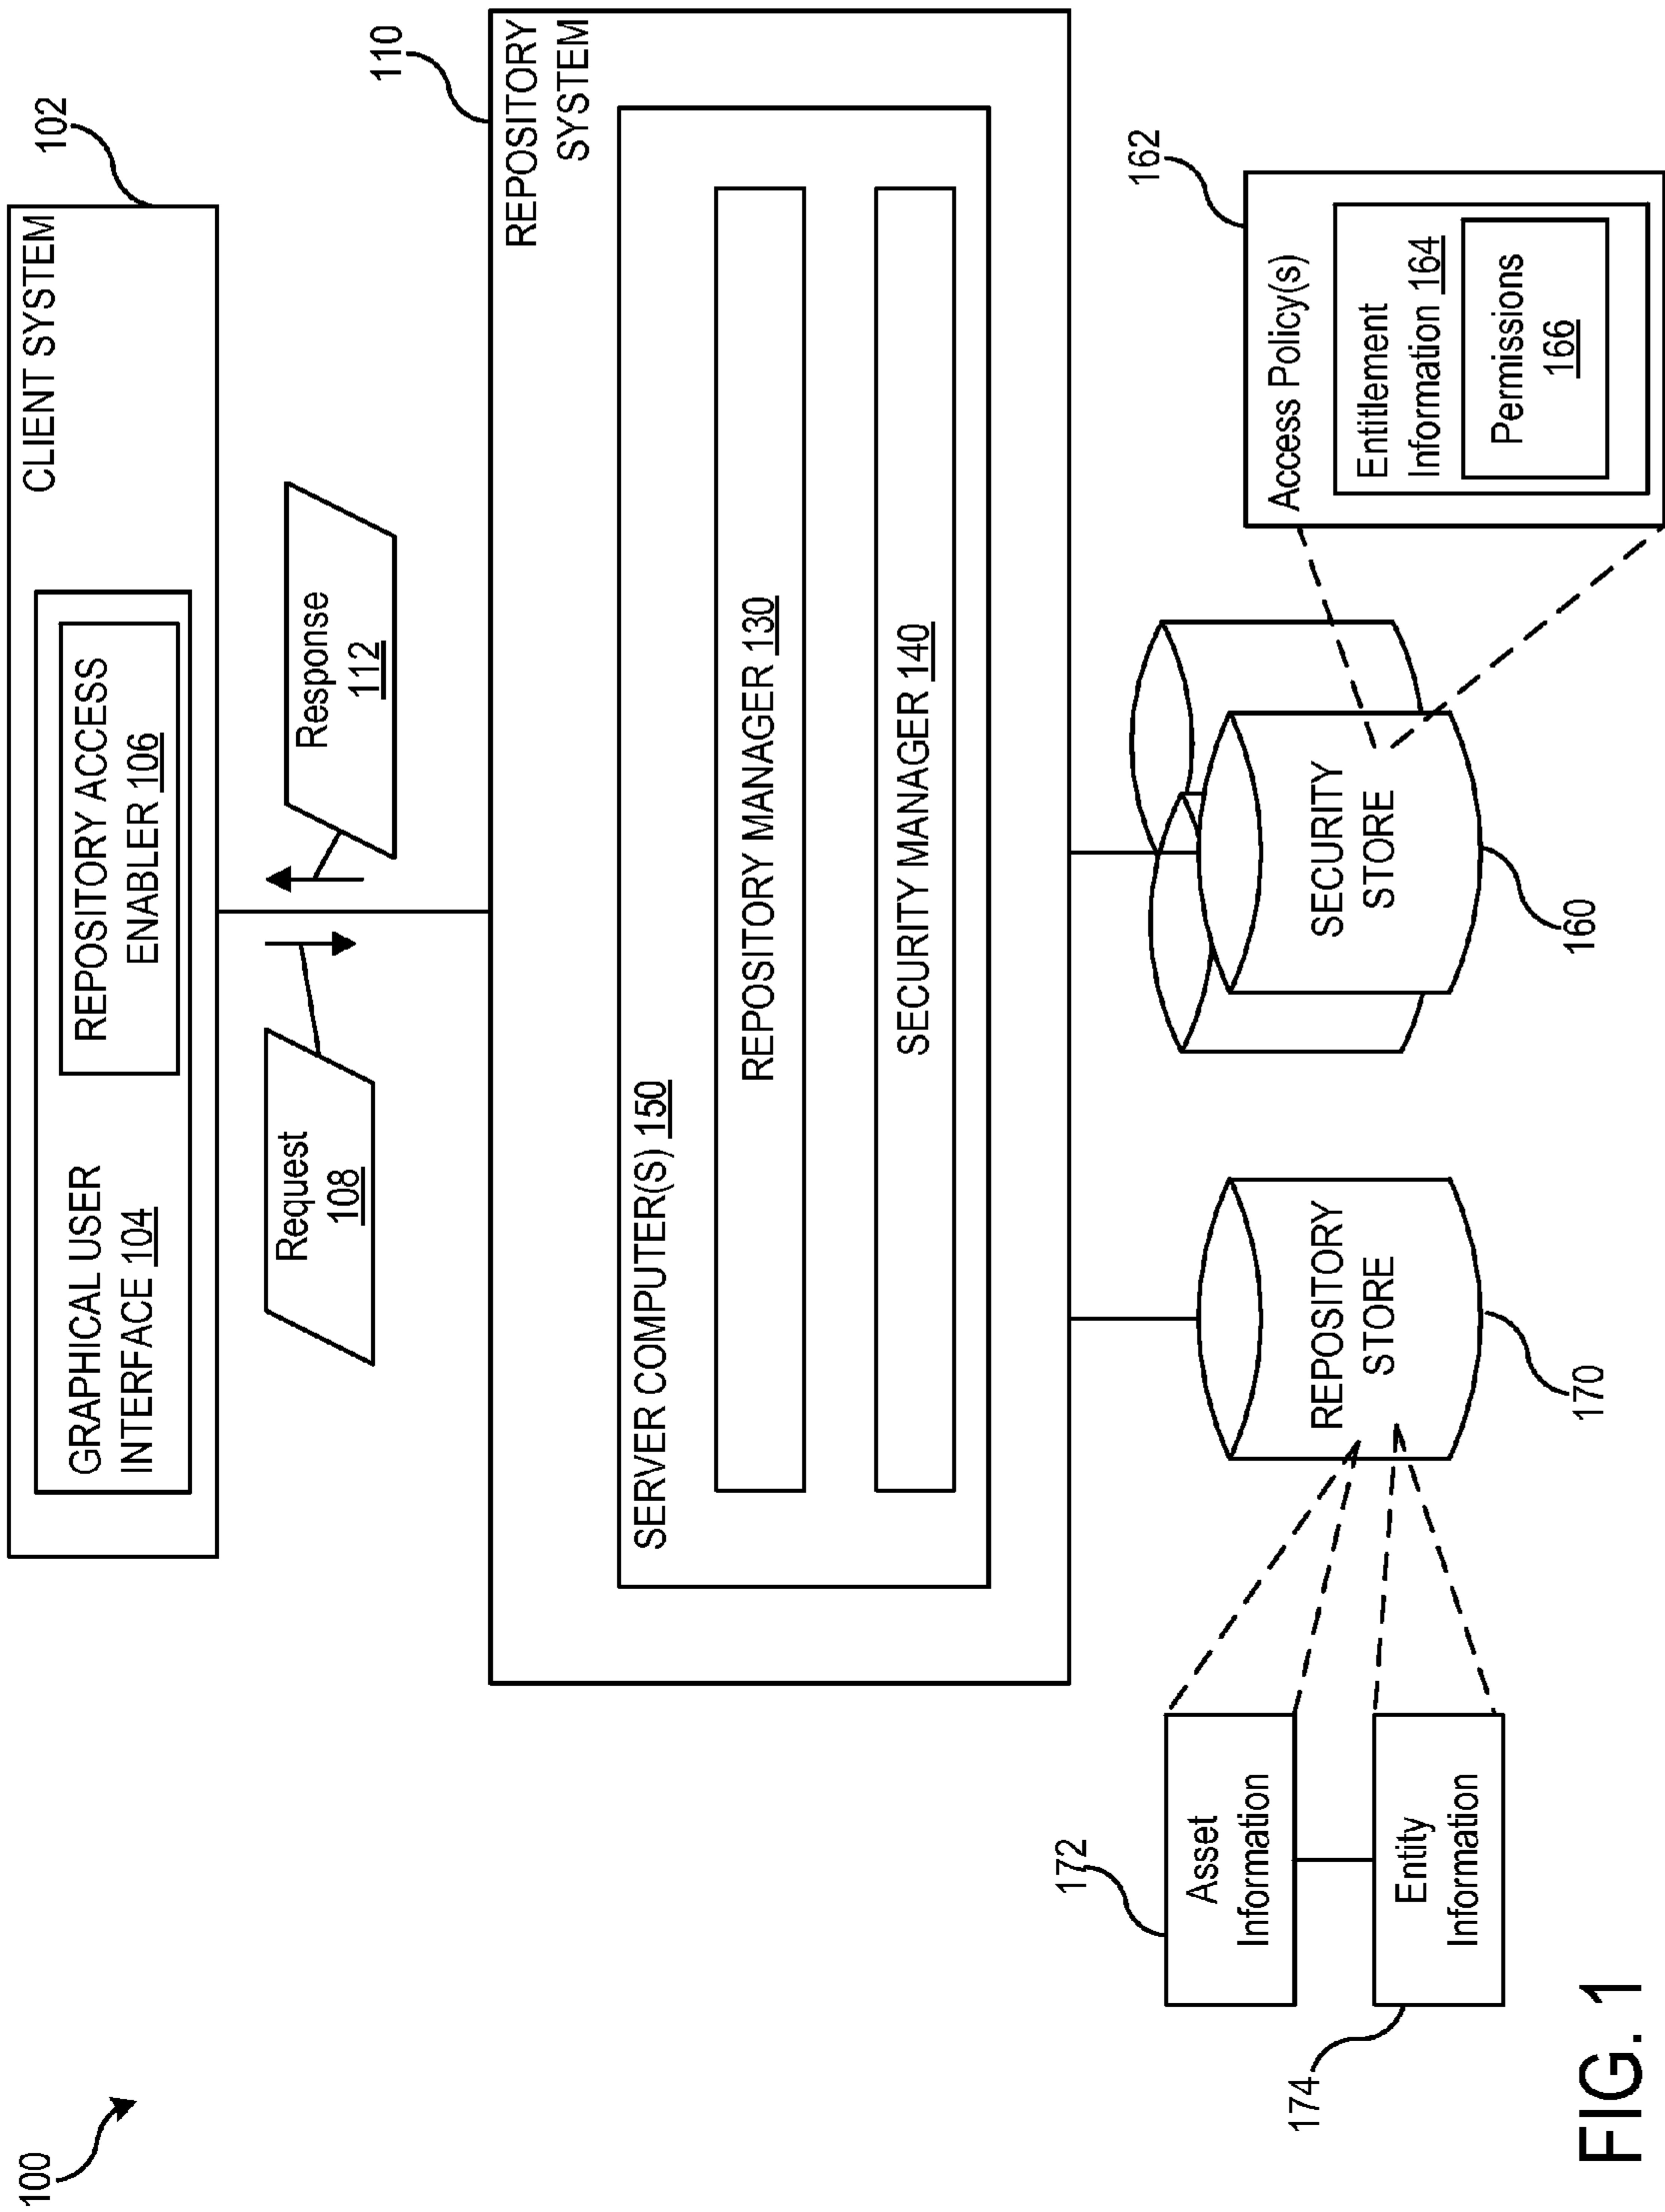 100
CLIENT SYSTEM
102
GRAPHICAL USER
INTERFACE 104
REPOSITORY ACCESS
ENABLER 106
Request
108
Response
112
110
REPOSITORY
SYSTEM
SERVER COMPUTER(S) 150
REPOSITORY MANAGER 130
SECURITY MANAGER 140
172
Asset
Information
174
Entity
Information
REPOSITORY
STORE
170
SECURITY
STORE
160
162
Access Policy(s)
Entitlement
Information 164
Permissions
166
FIG. 1